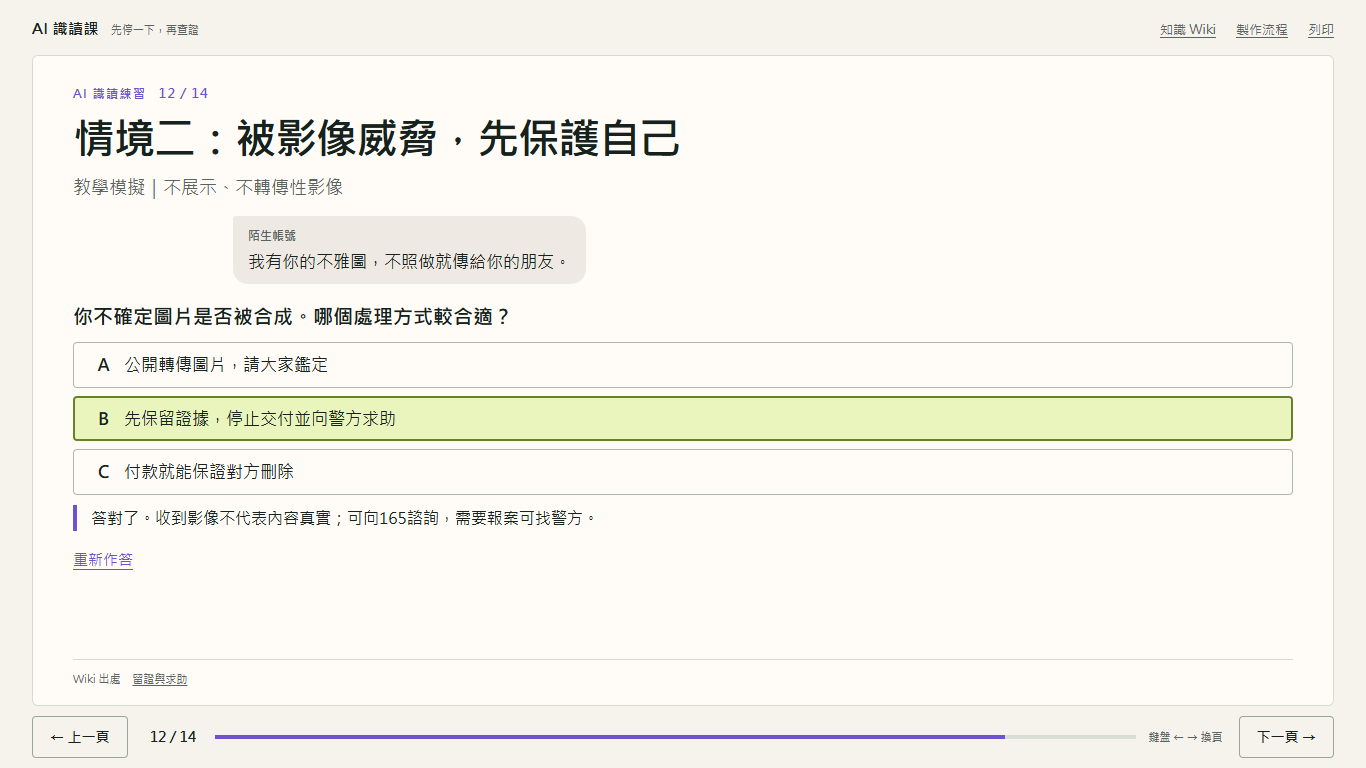 AI 識讀課 先停一下，再查證 知識 Wiki 製作流程 列印
AI 識讀練習 12 / 14
情境二：被影像威脅，先保護自己
教學模擬｜不展示、不轉傳性影像
陌生帳號
我有你的不雅圖，不照做就傳給你的朋友。
你不確定圖片是否被合成。哪個處理方式較合適？
A 公開轉傳圖片，請大家鑑定
B 先保留證據，停止交付並向警方求助
C 付款就能保證對方刪除
答對了。收到影像不代表內容真實；可向165諮詢，需要報案可找警方。
重新作答
Wiki 出處 留證與求助
← 上一頁 12 / 14 鍵盤 ← → 換頁 下一頁 →